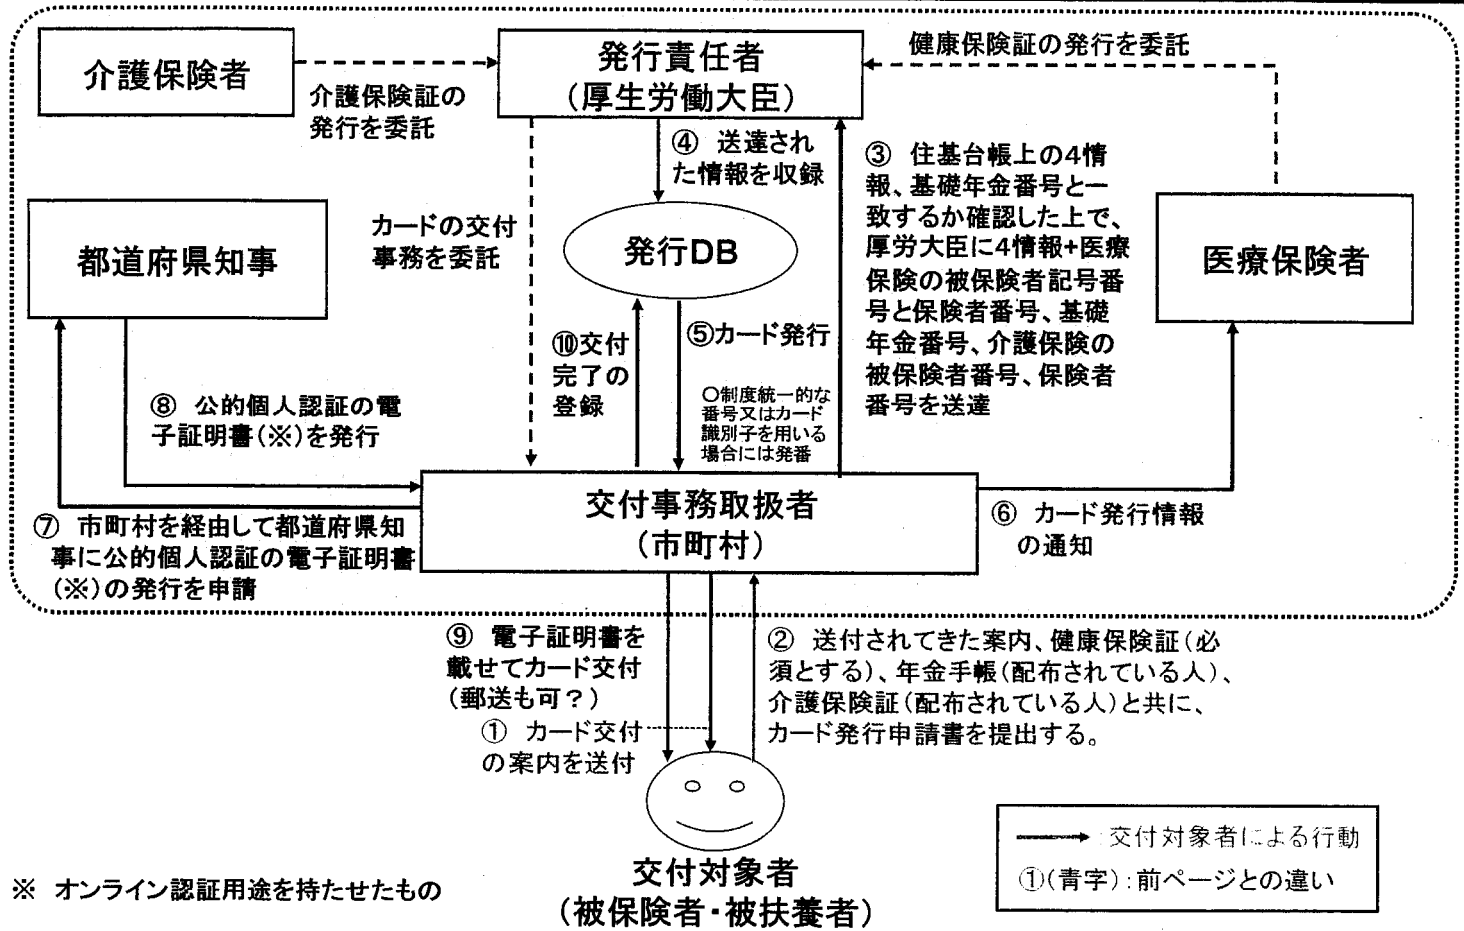 介護保険者
発行責任者
（厚生労働大臣）
健康保険証の発行を委託
介護保険証の
発行を委託
④ 送達され
た情報を収録
③ 住基台帳上の4情
報、基礎年金番号と一
致するか確認した上で、
厚労大臣に4情報+医療
保険の被保険者記号番
号と保険者番号、基礎
年金番号、介護保険の
被保険者番号、保険者
番号を送達
都道府県知事
カードの交付
事務を委託
発行DB
医療保険者
⑩交付
完了の
登録
⑤カード発行
○制度統一的な
番号又はカード
識別子を用いる
場合には発番
⑧ 公的個人認証の電
子証明書(※)を発行
交付事務取扱者
（市町村）
⑥ カード発行情報
の通知
⑦ 市町村を経由して都道府県知
事に公的個人認証の電子証明書
(※)の発行を申請
⑨ 電子証明書を
載せてカード交付
（郵送も可？）
① カード交付
の案内を送付
② 送付されてきた案内、健康保険証（必
須とする）、年金手帳（配布されている人）、
介護保険証（配布されている人）と共に、
カード発行申請書を提出する。
交付対象者
（被保険者・被扶養者）
：交付対象者による行動
①(青字)：前ページとの違い
※ オンライン認証用途を持たせたもの